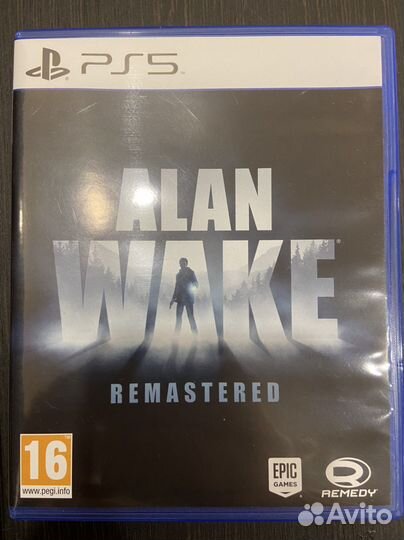 PS5
ALAN
WAKE
REMASTERED
16
www.pegi.info
EPIC
GAMES
REMEDY
Avito